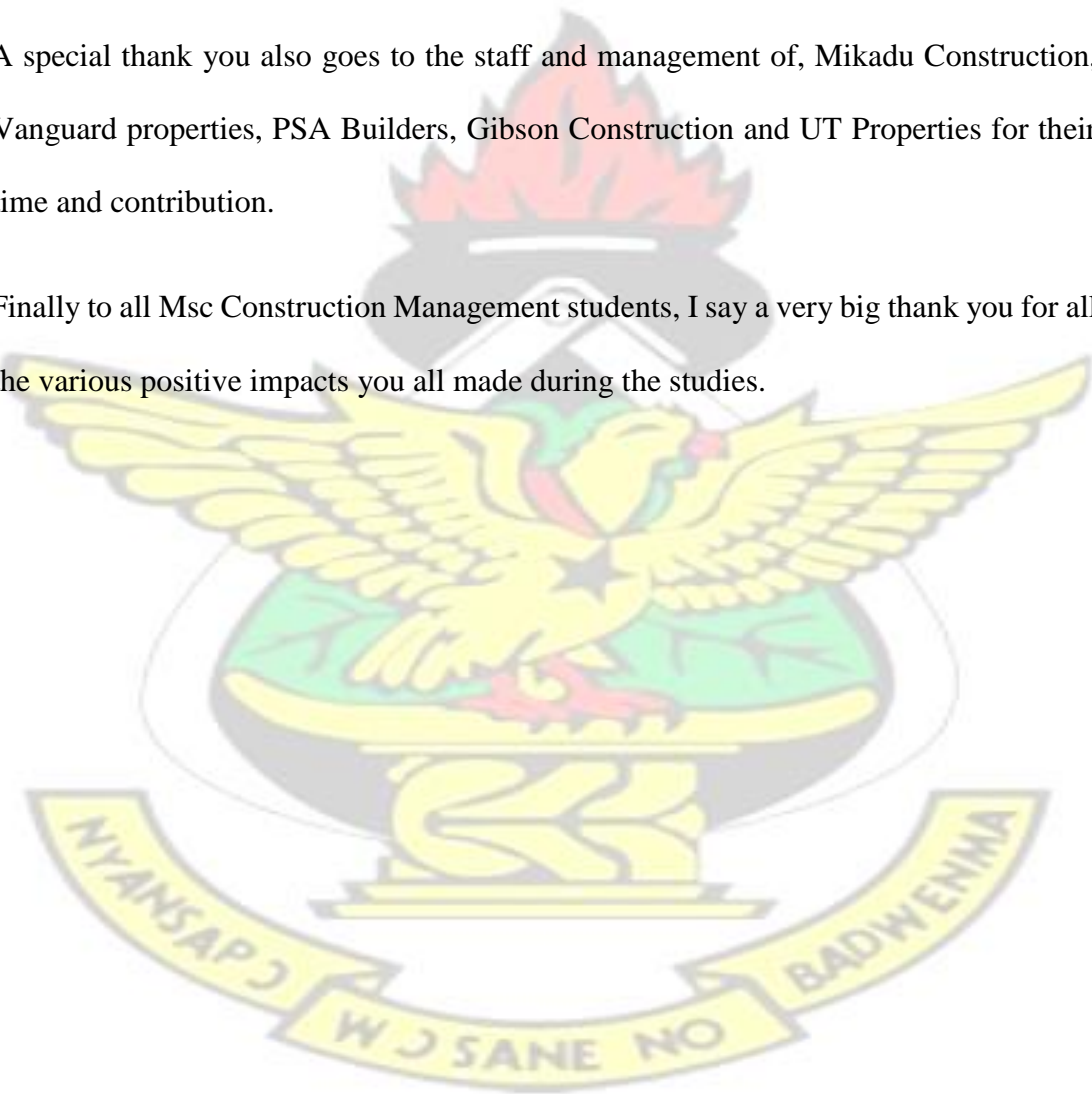 A special thank you also goes to the staff and management of, Mikadu Construction,
Vanguard properties, PSA Builders, Gibson Construction and UT Properties for their
time and contribution.
Finally to all Msc Construction Management students, I say a very big thank you for all
the various positive impacts you all made during the studies.
NYANSAPƆ WƆSANE NO BADWENMA